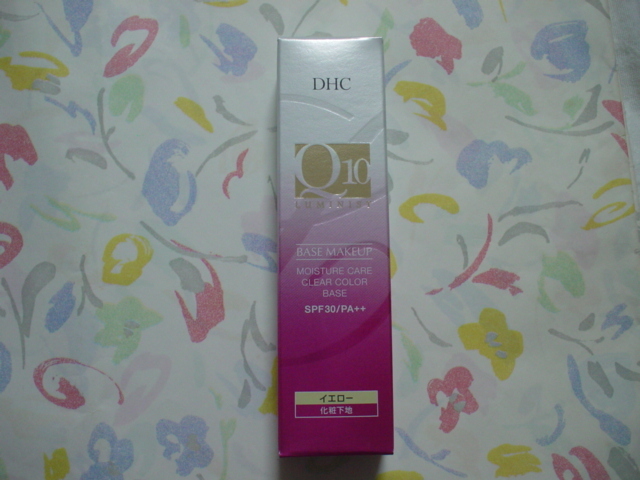 DHC
Q10
LUMINIST
BASE MAKEUP
MOISTURE CARE
CLEAR COLOR
BASE
SPF30/PA++
イエロー
化粧下地